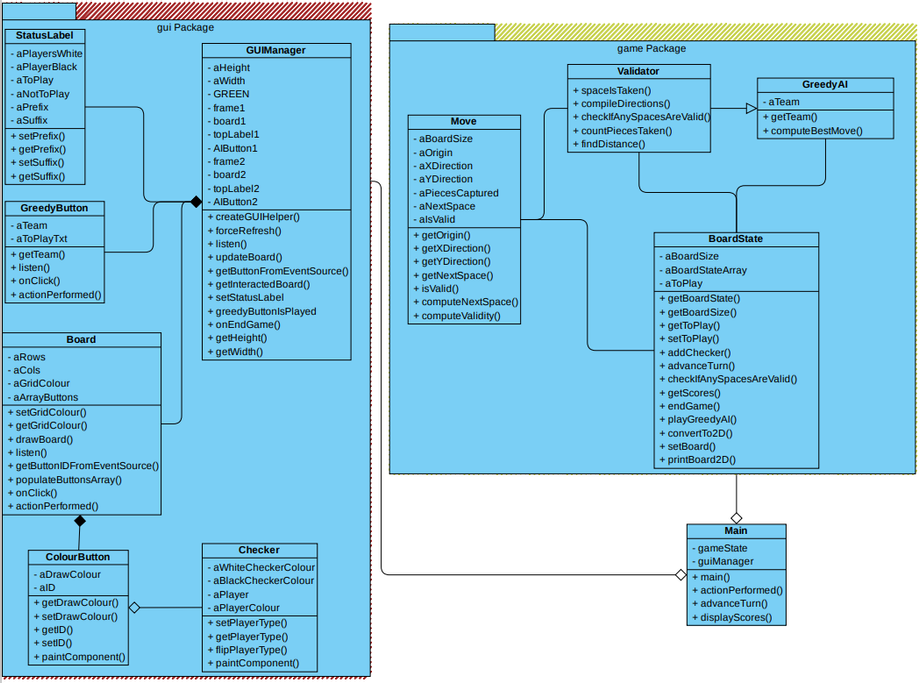 gui Package
StatusLabel
- aPlayersWhite
- aPlayerBlack
- aToPlay
- aNotToPlay
- aPrefix
- aSuffix
+ setPrefix()
+ getPrefix()
+ setSuffix()
+ getSuffix()
GreedyButton
- aTeam
- aToPlayTxt
+ getTeam()
+ listen()
+ onClick()
+ actionPerformed()
Board
- aRows
- aCols
- aGridColour
- aArrayButtons
+ setGridColour()
+ getGridColour()
+ drawBoard()
+ listen()
+ getButtonIDFromEventSource()
+ populateButtonsArray()
+ onClick()
+ actionPerformed()
ColourButton
- aDrawColour
- aID
+ getDrawColour()
+ setDrawColour()
+ getID()
+ setID()
+ paintComponent()
GUIManager
- aHeight
- aWidth
- GREEN
- frame1
- board1
- topLabel1
- AIButton1
- frame2
- board2
- topLabel2
- AIButton2
+ createGUIHelper()
+ forceRefresh()
+ listen()
+ updateBoard()
+ getButtonFromEventSource()
+ getInteractedBoard()
+ setStatusLabel
+ greedyButtonIsPlayed
+ onEndGame()
+ getHeight()
+ getWidth()
Checker
- aWhiteCheckerColour
- aBlackCheckerColour
- aPlayer
- aPlayerColour
+ setPlayerType()
+ getPlayerType()
+ flipPlayerType()
+ paintComponent()
game Package
Move
- aBoardSize
- aOrigin
- aXDirection
- aYDirection
- aPiecesCaptured
- aNextSpace
- aIsValid
+ getOrigin()
+ getXDirection()
+ getYDirection()
+ getNextSpace()
+ isValid()
+ computeNextSpace()
+ computeValidity()
Validator
+ spaceIsTaken()
+ compileDirections()
+ checkIfAnySpacesAreValid()
+ countPiecesTaken()
+ findDistance()
GreedyAI
- aTeam
+ getTeam()
+ computeBestMove()
BoardState
- aBoardSize
- aBoardStateArray
- aToPlay
+ getBoardState()
+ getBoardSize()
+ getToPlay()
+ setToPlay()
+ addChecker()
+ advanceTurn()
+ checkIfAnySpacesAreValid()
+ getScores()
+ endGame()
+ playGreedyAI()
+ convertTo2D()
+ setBoard()
+ printBoard2D()
Main
- gameState
- guiManager
+ main()
+ actionPerformed()
+ advanceTurn()
+ displayScores()